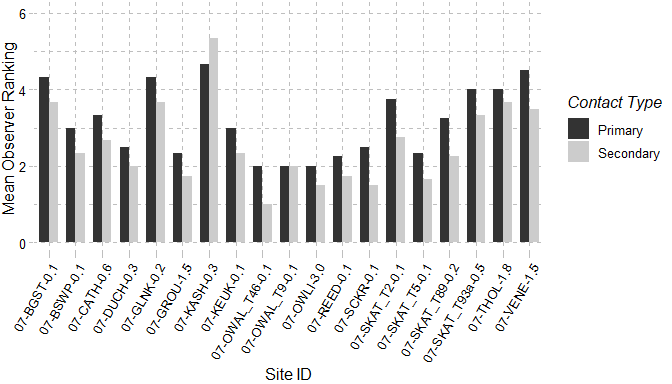 Mean Observer Ranking
6
4
2
0
07-BGST-0.1
07-BSWP-0.1
07-CATH-0.6
07-DUCH-0.3
07-GLNK-0.2
07-GROU-1.5
07-KASH-0.3
07-KEUK-0.1
07-OWAL_T46-0.1
07-OWAL_T9-0.1
07-OWLI-3.0
07-REED-0.1
07-SCKR-0.1
07-SKAT_T2-0.1
07-SKAT_T5-0.1
07-SKAT_T89-0.2
07-SKAT_T93a-0.5
07-THOL-1.8
07-VENE-1.5
Site ID
Contact Type
Primary
Secondary